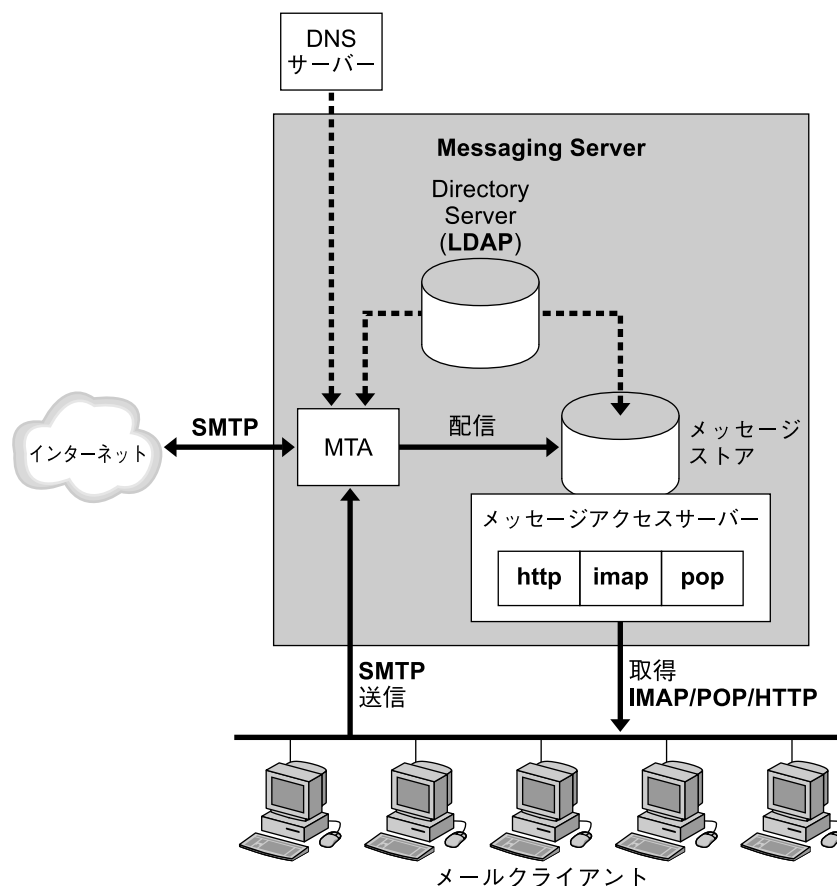 DNS
サーバー
Messaging Server
Directory
Server
(LDAP)
インターネット
SMTP
MTA
配信
メッセージ
ストア
メッセージアクセスサーバー
http
imap
pop
SMTP
送信
取得
IMAP/POP/HTTP
メールクライアント